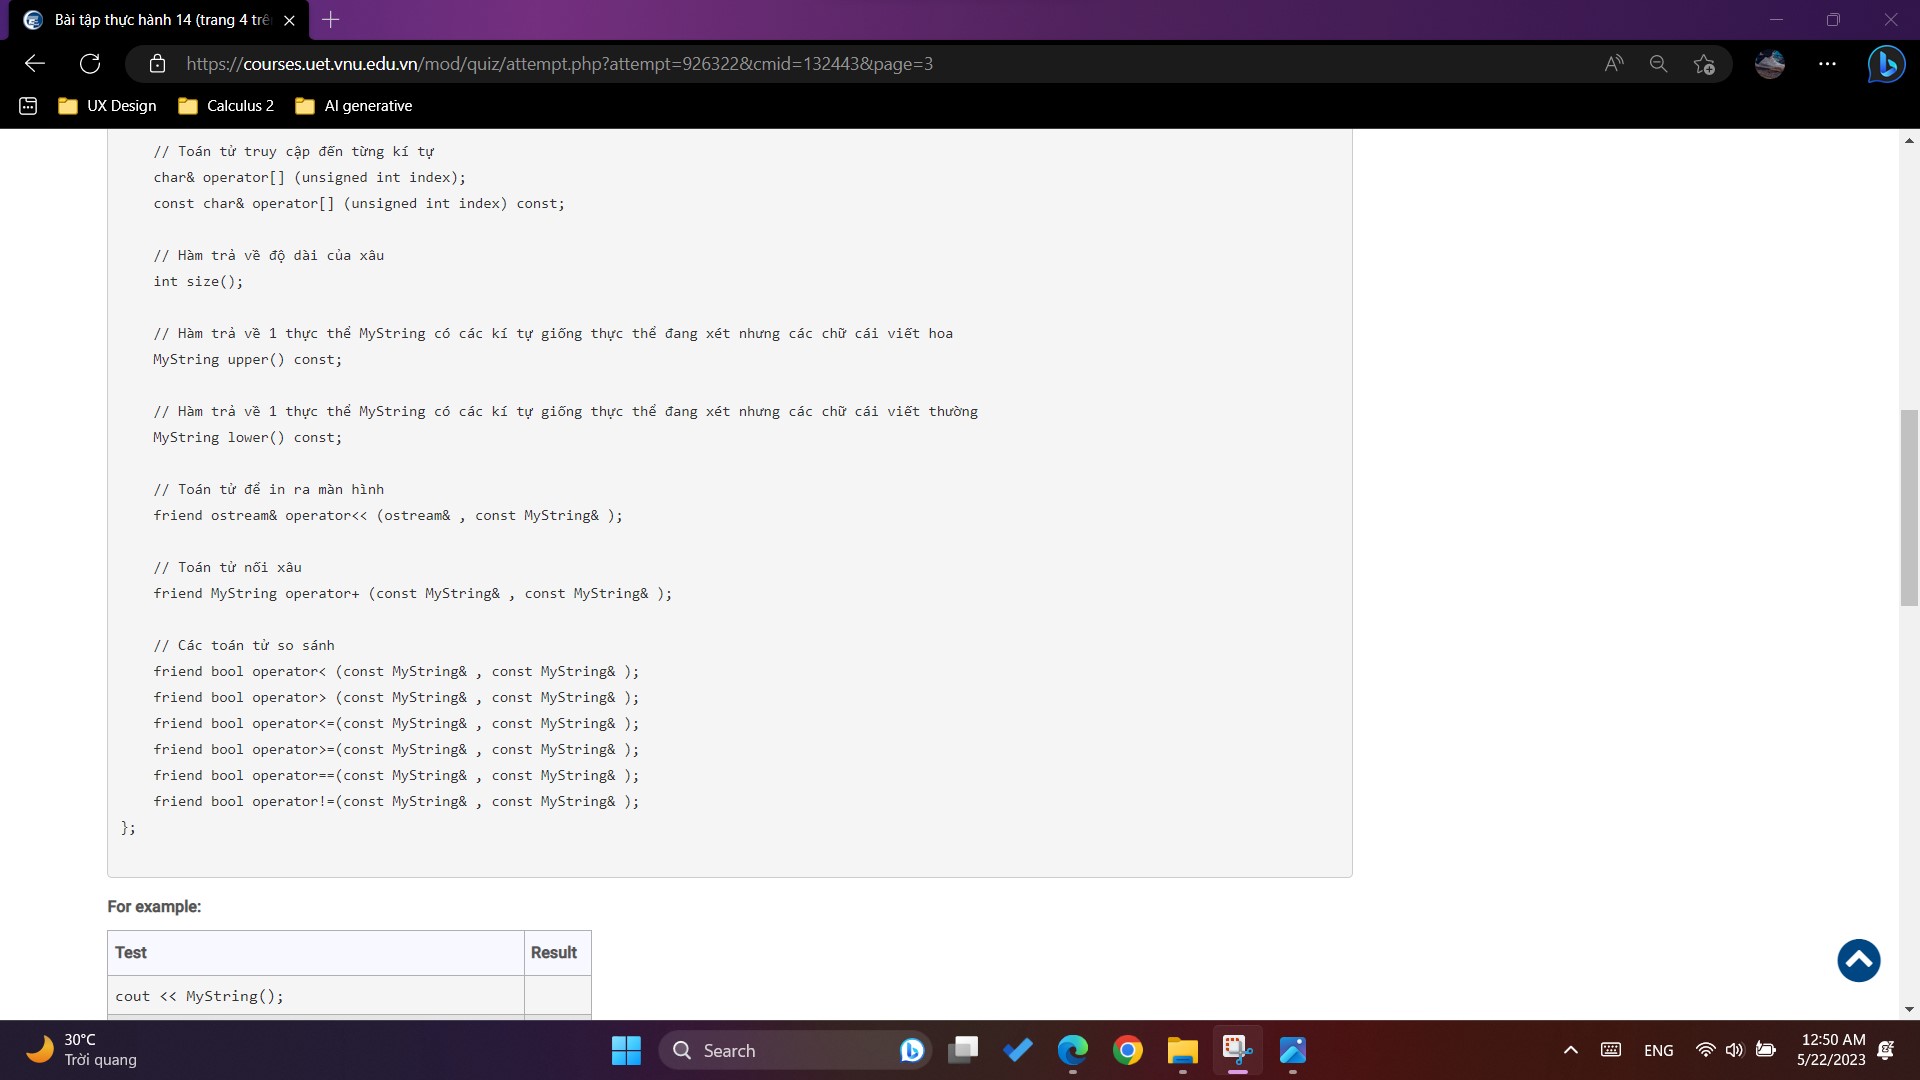 Bài tập thực hành 14 (trang 4 trê
https://courses.uet.vnu.edu.vn/mod/quiz/attempt.php?attempt=926322&cmid=132443&page=3
UX Design
Calculus 2
AI generative
// Toán tử truy cập đến từng kí tự
char& operator[] (unsigned int index);
const char& operator[] (unsigned int index) const;
// Hàm trả về độ dài của xâu
int size();
// Hàm trả về 1 thực thể MyString có các kí tự giống thực thể đang xét nhưng các chữ cái viết hoa
MyString upper() const;
// Hàm trả về 1 thực thể MyString có các kí tự giống thực thể đang xét nhưng các chữ cái viết thường
MyString lower() const;
// Toán tử để in ra màn hình
friend ostream& operator<< (ostream& , const MyString& );
// Toán tử nối xâu
friend MyString operator+ (const MyString& , const MyString& );
// Các toán tử so sánh
friend bool operator< (const MyString& , const MyString& );
friend bool operator> (const MyString& , const MyString& );
friend bool operator<=(const MyString& , const MyString& );
friend bool operator>=(const MyString& , const MyString& );
friend bool operator==(const MyString& , const MyString& );
friend bool operator!=(const MyString& , const MyString& );
};
For example:
Test Result
cout << MyString();
30°C
Trời quang
Search
ENG
12:50 AM
5/22/2023